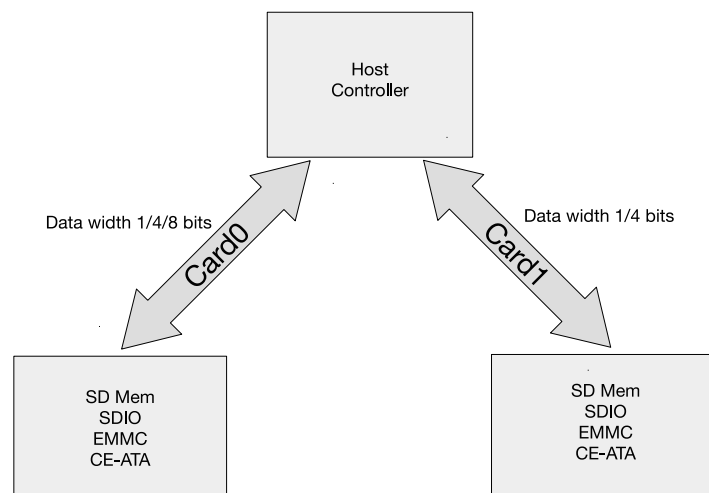 Host
Controller
Data width 1/4/8 bits
Card0
Card1
Data width 1/4 bits
SD Mem
SDIO
EMMC
CE-ATA
SD Mem
SDIO
EMMC
CE-ATA